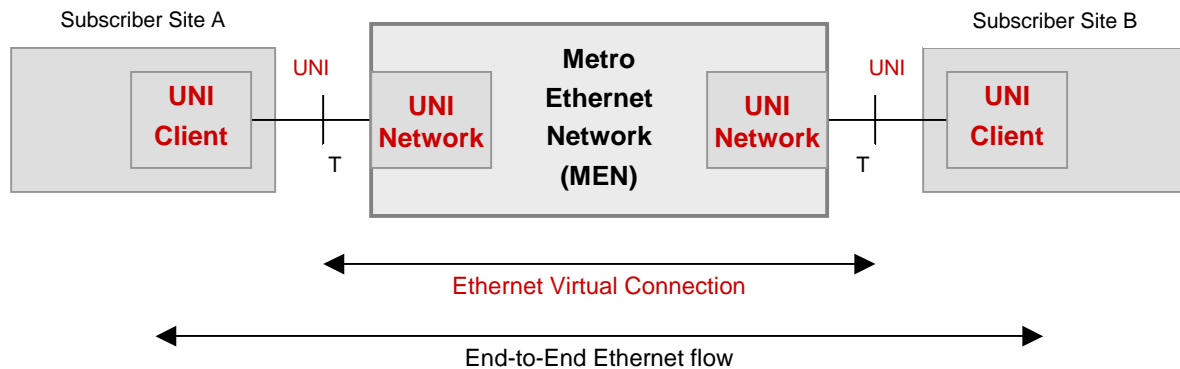 Subscriber Site A
Subscriber Site B
UNI
UNI
UNI
Client
UNI
Network
Metro
Ethernet
Network
(MEN)
UNI
Network
UNI
Client
T
T
Ethernet Virtual Connection
End-to-End Ethernet flow